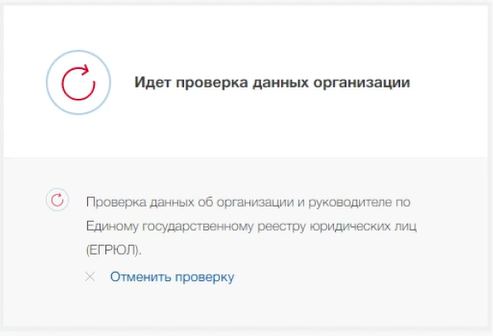 Идет проверка данных организации
Проверка данных об организации и руководителе по
Единому государственному реестру юридических лиц
(ЕГРЮЛ).
Отменить проверку